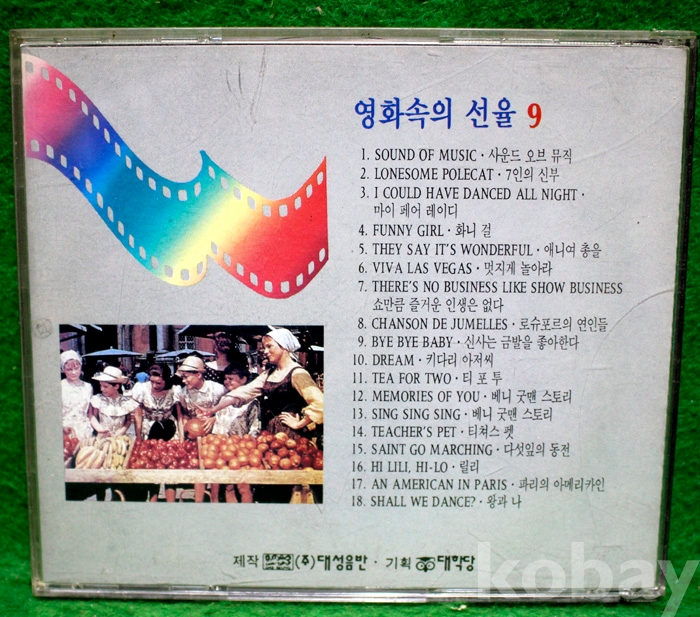 영화속의 선율 9
1. SOUND OF MUSIC · 사운드 오브 뮤직
2. LONESOME POLECAT · 7인의 신부
3. I COULD HAVE DANCED ALL NIGHT ·
마이 페어 레이디
4. FUNNY GIRL · 화니 걸
5. THEY SAY IT'S WONDERFUL · 애니여 총을
6. VIVA LAS VEGAS · 멋지게 놀아라
7. THERE'S NO BUSINESS LIKE SHOW BUSINESS
쇼만큼 즐거운 인생은 없다
8. CHANSON DE JUMELLES · 로슈포르의 연인들
9. BYE BYE BABY · 신사는 금발을 좋아한다
10. DREAM · 키다리 아저씨
11. TEA FOR TWO · 티 포 투
12. MEMORIES OF YOU · 베니 굿맨 스토리
13. SING SING SING · 베니 굿맨 스토리
14. TEACHER'S PET · 티쳐스 펫
15. SAINT GO MARCHING · 다섯잎의 동전
16. HI LILI, HI-LO · 릴리
17. AN AMERICAN IN PARIS · 파리의 아메리카인
18. SHALL WE DANCE? · 왕과 나
제작 (주)대성음반 · 기획 대학당
kobay